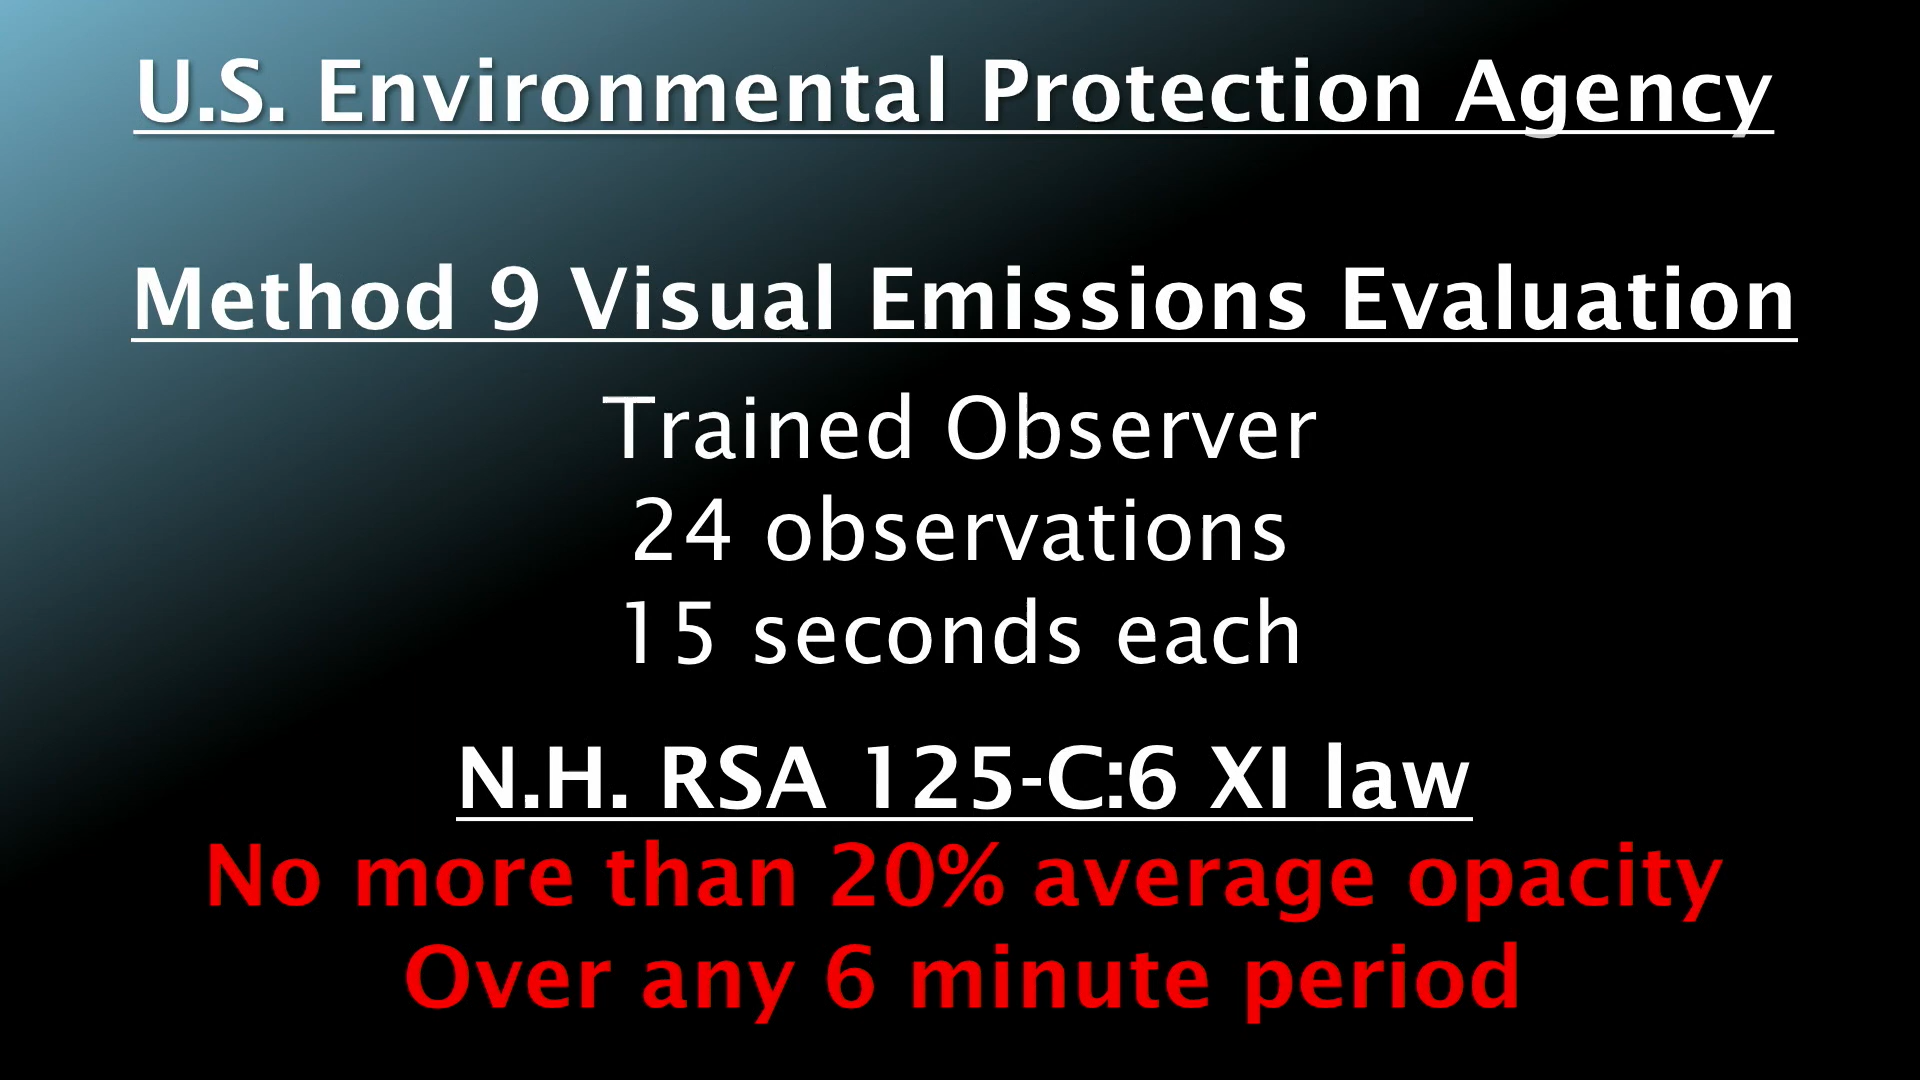 U.S. Environmental Protection Agency
Method 9 Visual Emissions Evaluation
Trained Observer
24 observations
15 seconds each
N.H. RSA 125-C:6 XI law
No more than 20% average opacity
Over any 6 minute period